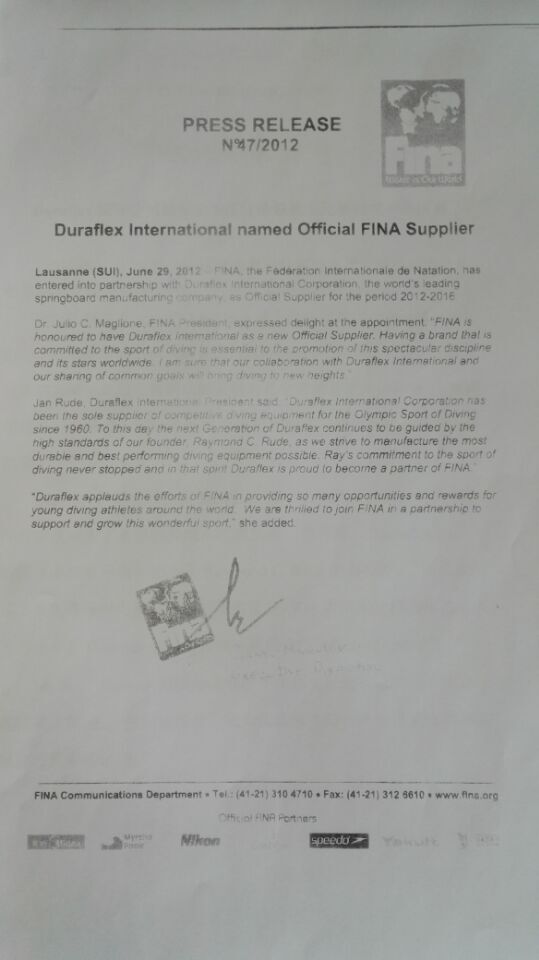 PRESS RELEASE
Nº47/2012
fina
Water is Our World
Duraflex International named Official FINA Supplier
Lausanne (SUI), June 29, 2012 – FINA, the Fédération Internationale de Natation, has
entered into partnership with Duraflex International Corporation, the world's leading
springboard manufacturing company, as Official Supplier for the period 2012-2016.
Dr. Julio C. Maglione, FINA President, expressed delight at the appointment. "FINA is
honoured to have Duraflex International as a new Official Supplier. Having a brand that is
committed to the sport of diving is essential to the promotion of this spectacular discipline
and its stars worldwide. I am sure that our collaboration with Duraflex International and
our sharing of common goals will bring diving to new heights."
Jan Rude, Duraflex International President said: "Duraflex International Corporation has
been the sole supplier of competitive diving equipment for the Olympic Sport of Diving
since 1960. To this day the next Generation of Duraflex continues to be guided by the
high standards of our founder, Raymond C. Rude, as we strive to manufacture the most
durable and best performing diving equipment possible. Ray's commitment to the sport of
diving never stopped and in that spirit Duraflex is proud to become a partner of FINA."
"Duraflex applauds the efforts of FINA in providing so many opportunities and rewards for
young diving athletes around the world. We are thrilled to join FINA in a partnership to
support and grow this wonderful sport," she added.
fina
FINA Communications Department • Tel.: (41-21) 310 4710 • Fax: (41-21) 312 6610 • www.fina.org
Official FINA Partners
Myrtha
Pools
Nikon
speedo